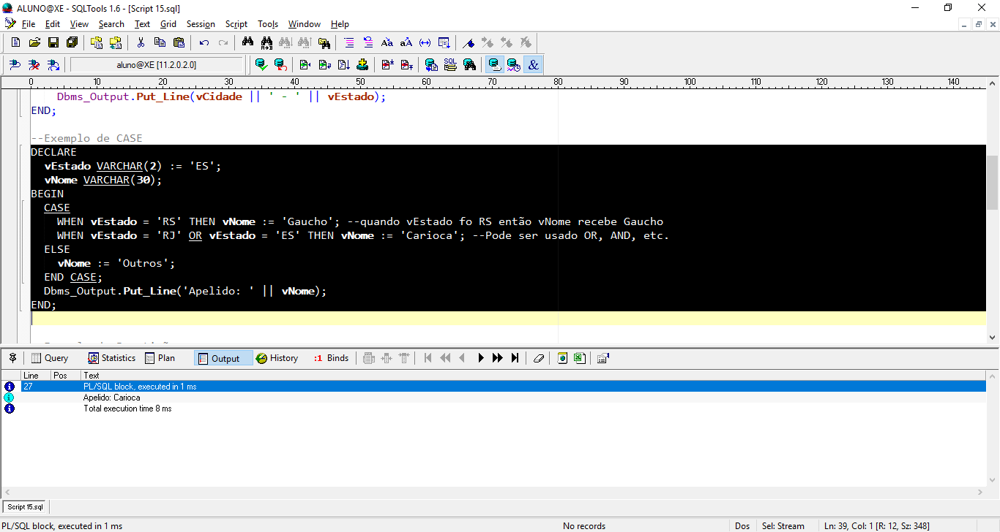 ALUNO@XE - SQLTools 1.6 - [Script 15.sql]
File Edit View Search Text Grid Session Script Tools Window Help
aluno@XE [11.2.0.2.0]
0 10 20 30 40 50 60 70 80 90 100 110 120 130 140
Dbms_Output.Put_Line(vCidade || ' - ' || vEstado);
END;
--Exemplo de CASE
DECLARE
vEstado VARCHAR(2) := 'ES';
vNome VARCHAR(30);
BEGIN
CASE
WHEN vEstado = 'RS' THEN vNome := 'Gaucho'; --quando vEstado fo RS então vNome recebe Gaucho
WHEN vEstado = 'RJ' OR vEstado = 'ES' THEN vNome := 'Carioca'; --Pode ser usado OR, AND, etc.
ELSE
vNome := 'Outros';
END CASE;
Dbms_Output.Put_Line('Apelido: ' || vNome);
END;
Query Statistics Plan Output History :1 Binds
Line Pos Text
27 PL/SQL block, executed in 1 ms
Apelido: Carioca
Total execution time 8 ms
Script 15.sql
PL/SQL block, executed in 1 ms No records Dos Sel: Stream Ln: 39, Col: 1 [R: 12, Sz: 348]